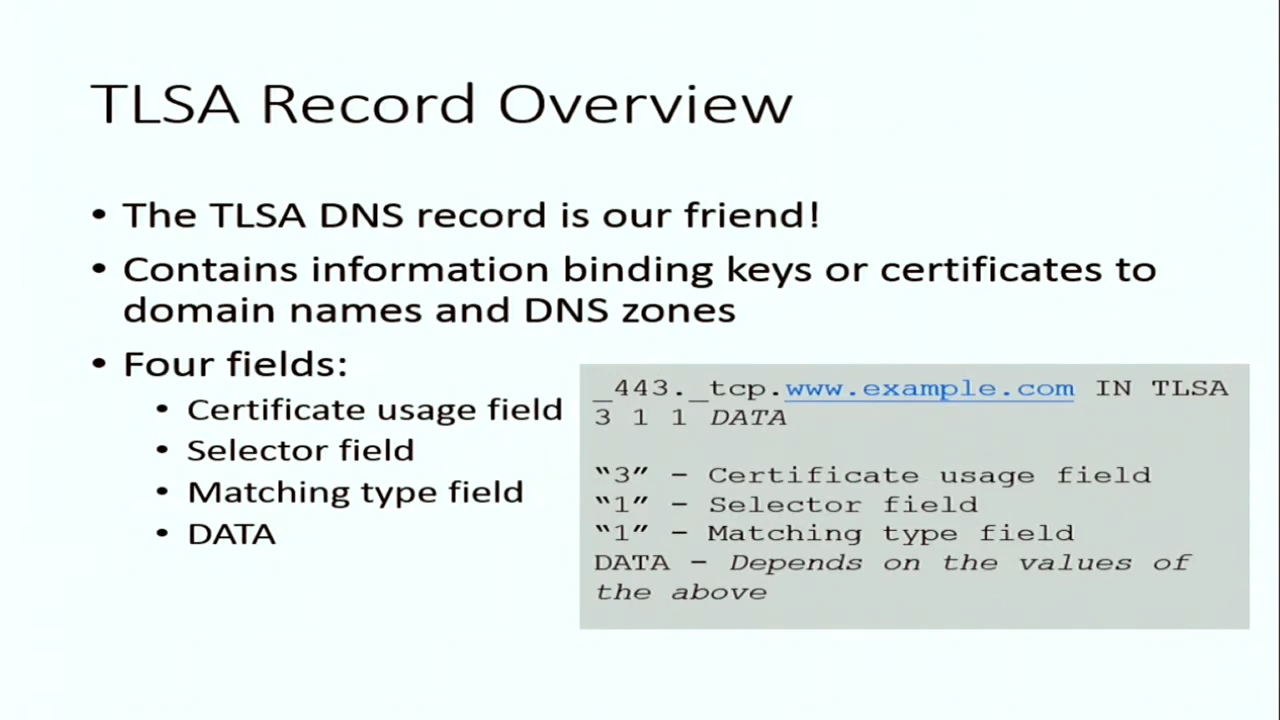 TLSA Record Overview
• The TLSA DNS record is our friend!
• Contains information binding keys or certificates to
domain names and DNS zones
• Four fields:
• Certificate usage field
• Selector field
• Matching type field
• DATA
_443._tcp.www.example.com IN TLSA
3 1 1 DATA
“3” – Certificate usage field
“1” – Selector field
“1” – Matching type field
DATA – Depends on the values of
the above